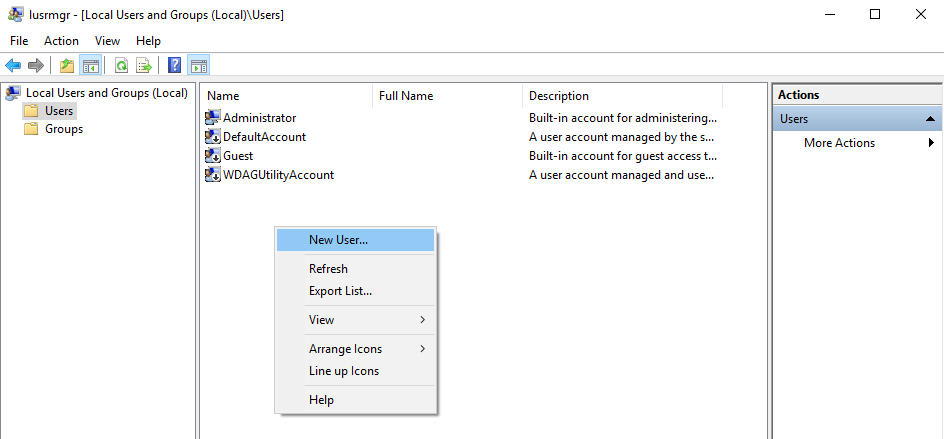 lusrmgr - [Local Users and Groups (Local)\Users]
File Action View Help
Local Users and Groups (Local)
Users
Groups
Name Full Name Description
Administrator Built-in account for administering...
DefaultAccount A user account managed by the s...
Guest Built-in account for guest access t...
WDAGUtilityAccount A user account managed and use...
New User...
Refresh
Export List...
View
Arrange Icons
Line up Icons
Help
Actions
Users
More Actions